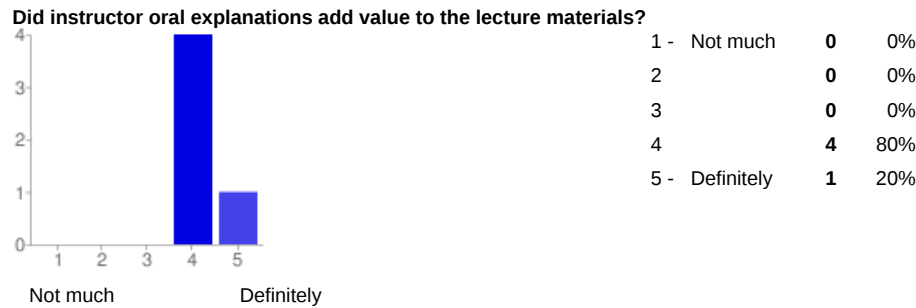 Did instructor oral explanations add value to the lecture materials?
4
3
2
1
0
1 2 3 4 5
Not much Definitely
1 - Not much 0 0%
2 0 0%
3 0 0%
4 4 80%
5 - Definitely 1 20%